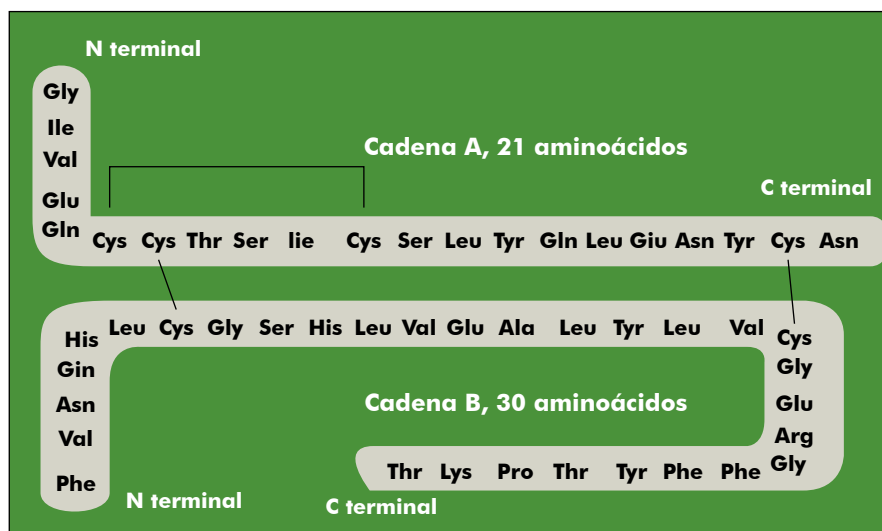 N terminal
Gly
Ile
Val
Glu
Gln
Cadena A, 21 aminoácidos
C terminal
Cys Cys Thr Ser lie Cys Ser Leu Tyr Gln Leu Giu Asn Tyr Cys Asn
His Leu Cys Gly Ser His Leu Val Glu Ala Leu Tyr Leu Val Cys
Gin
Asn
Val
Phe
N terminal
Cadena B, 30 aminoácidos
Gly
Glu
Arg
Gly
Thr Lys Pro Thr Tyr Phe Phe
C terminal